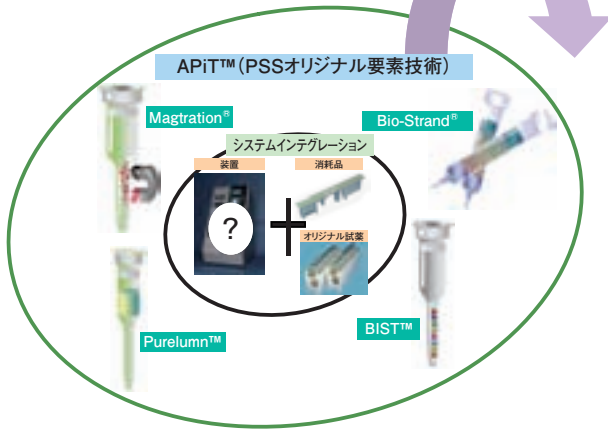 APiT™(PSSオリジナル要素技術)
Magtration®
Bio-Strand®
システムインテグレーション
装置
消耗品
?
オリジナル試薬
BIST™
Purelumn™